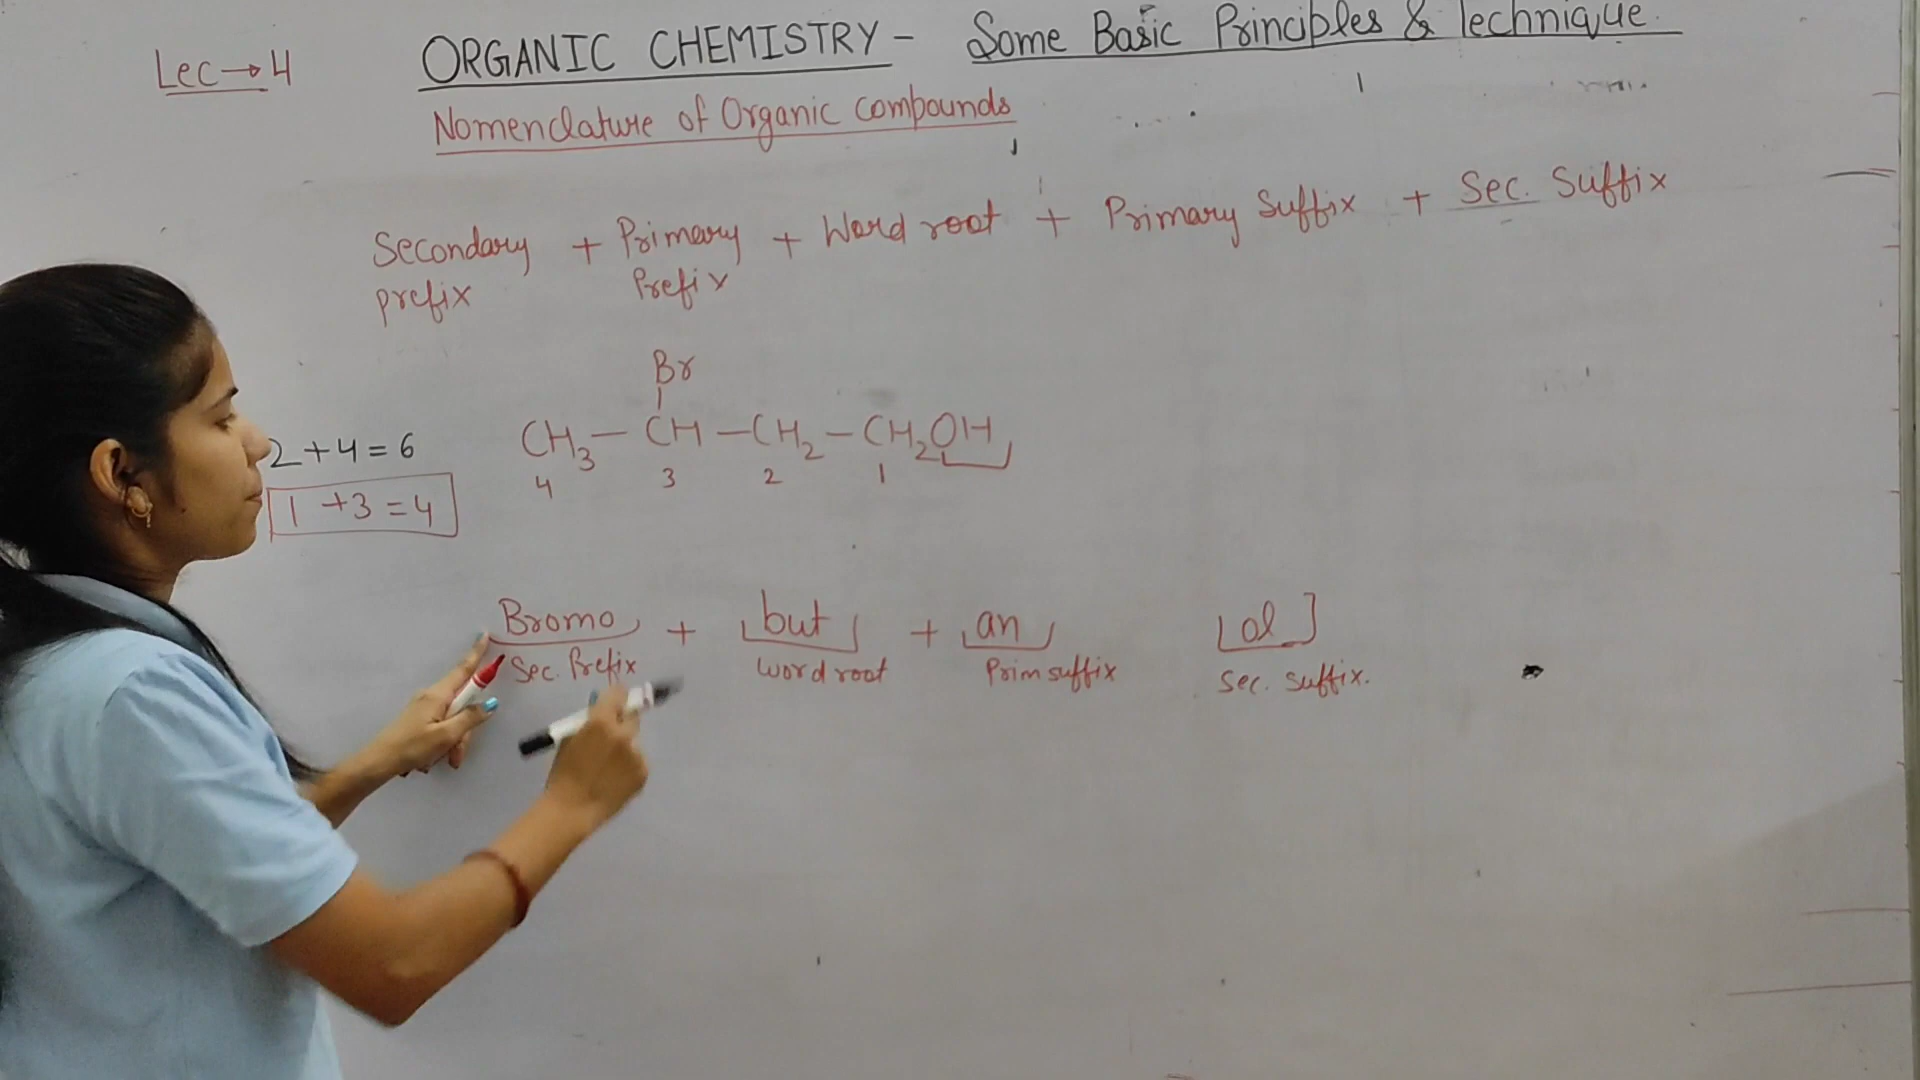 Lec → 4
ORGANIC CHEMISTRY - Some Basic Principles & Technique.
Nomenclature of Organic compounds
Secondary prefix + Primary Prefix + Word root + Primary Suffix + Sec. Suffix
Br
CH3 - CH - CH2 - CH2OH
4 3 2 1
2 + 4 = 6
1 + 3 = 4
Bromo + but + an ol
Sec. Prefix word root Prim suffix Sec. Suffix.